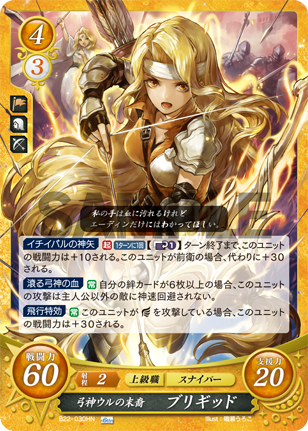 4
3
私の手は血に汚れるけれど
エーディンだけにはわかってほしい。
イチイバルの神矢 起 1ターンに1回 【1】ターン終了まで、このユニット
の戦闘力は+10される。このユニットが前衛の場合、代わりに+30
される。
滾る弓神の血 常 自分の絆カードが6枚以上の場合、このユニット
の攻撃は主人公以外の敵に神速回避されない。
飛行特効 常 このユニットが を攻撃している場合、このユニット
の戦闘力は+30される。
戦闘力
60
射程 2 上級職 スナイパー
支援力
20
弓神ウルの末裔 ブリギッド
B22-030HN